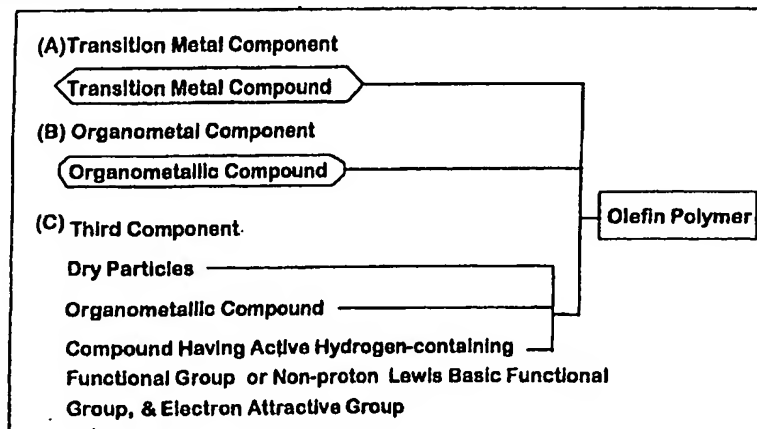 (A)Transition Metal Component
Transition Metal Compound
(B) Organometal Component
Organometallic Compound
Olefin Polymer
(C) Third Component
Dry Particles
Organometallic Compound
Compound Having Active Hydrogen-containing
Functional Group or Non-proton Lewis Basic Functional
Group, & Electron Attractive Group